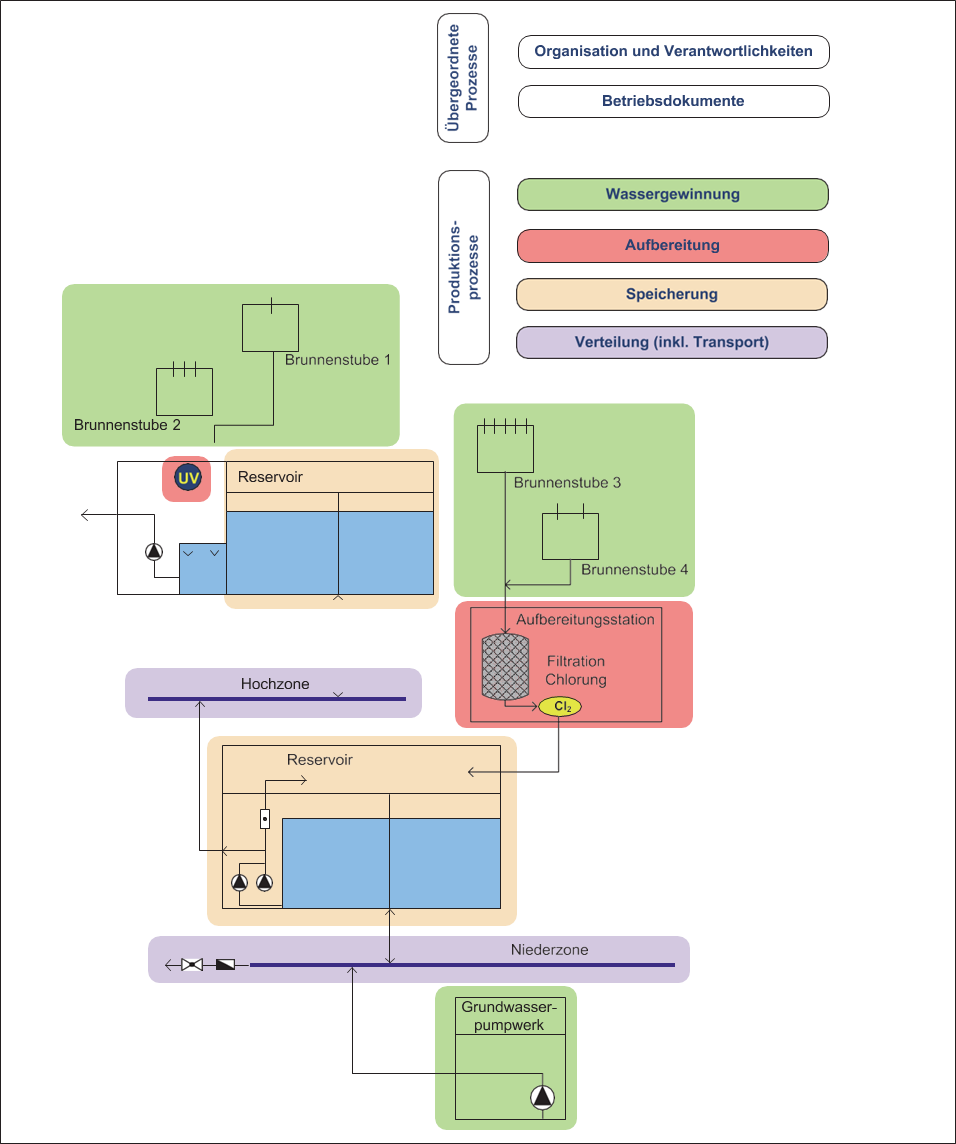 Übergeordnete
Prozesse
Organisation und Verantwortlichkeiten
Betriebsdokumente
Produktions-
prozesse
Wassergewinnung
Aufbereitung
Speicherung
Verteilung (inkl. Transport)
Brunnenstube 1
Brunnenstube 2
UV
Reservoir
Brunnenstube 3
Brunnenstube 4
Aufbereitungsstation
Filtration
Chlorung
Cl₂
Hochzone
Reservoir
Niederzone
Grundwasser-
pumpwerk